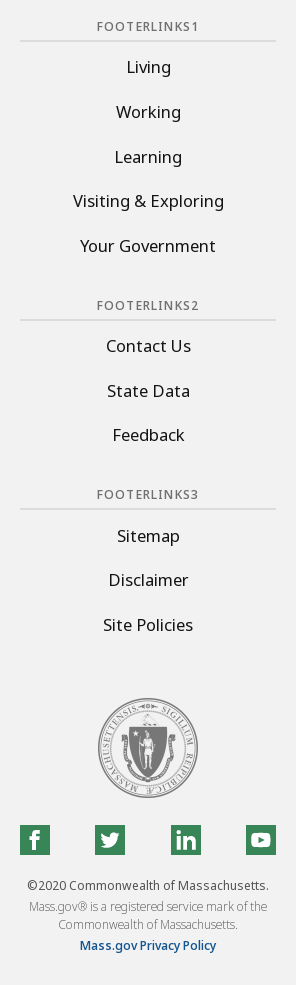 FOOTERLINKS1
Living
Working
Learning
Visiting & Exploring
Your Government
FOOTERLINKS2
Contact Us
State Data
Feedback
FOOTERLINKS3
Sitemap
Disclaimer
Site Policies
SIGILLUM REIPUBLICÆ MASSACHUSETTENSIS
f
in
©2020 Commonwealth of Massachusetts.
Mass.gov® is a registered service mark of the
Commonwealth of Massachusetts.
Mass.gov Privacy Policy